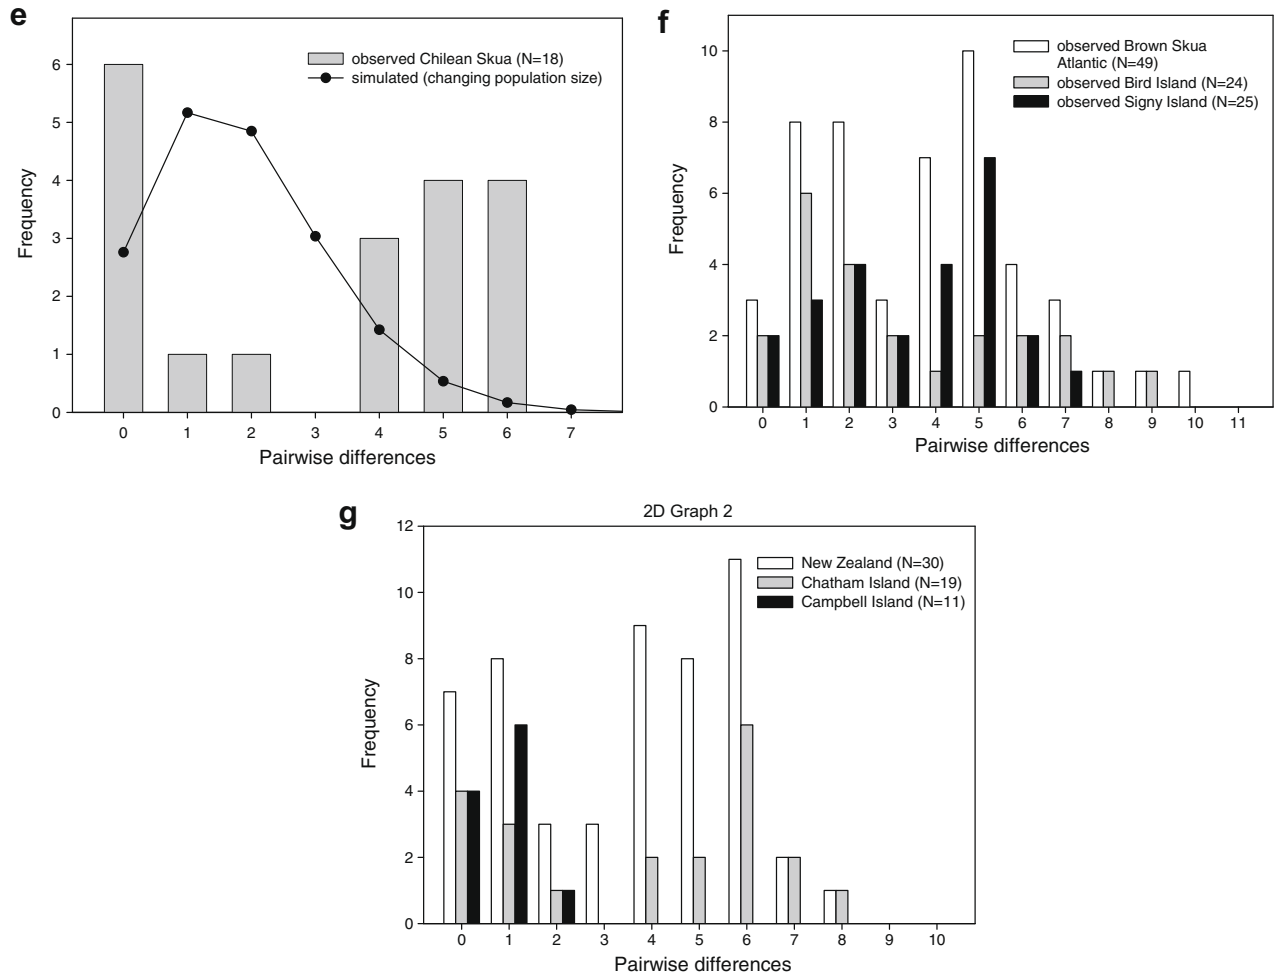 e
observed Chilean Skua (N=18)
simulated (changing population size)
Frequency
6
5
4
3
2
1
0
0 1 2 3 4 5 6 7
Pairwise differences
f
observed Brown Skua
Atlantic (N=49)
observed Bird Island (N=24)
observed Signy Island (N=25)
Frequency
10
8
6
4
2
0
0 1 2 3 4 5 6 7 8 9 10 11
Pairwise differences
g
2D Graph 2
New Zealand (N=30)
Chatham Island (N=19)
Campbell Island (N=11)
Frequency
12
10
8
6
4
2
0
0 1 2 3 4 5 6 7 8 9 10
Pairwise differences